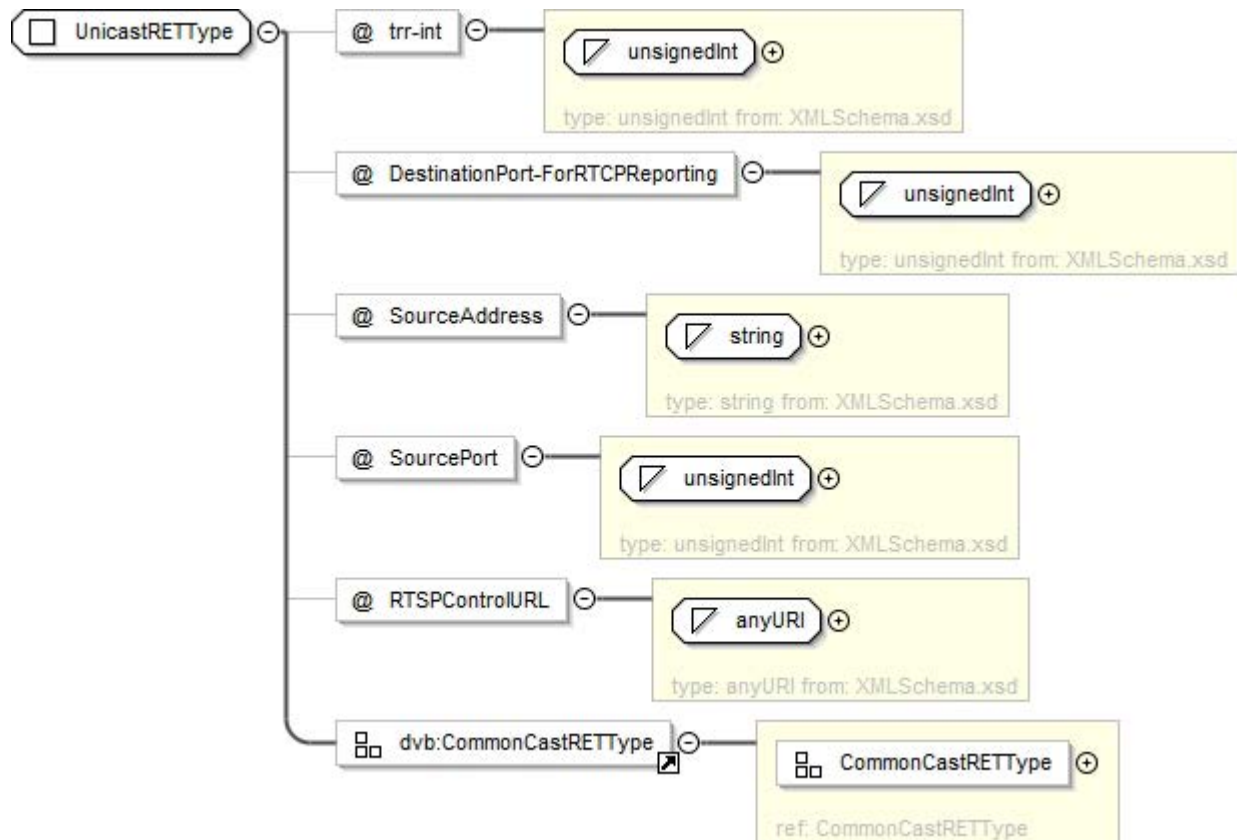 UnicastRETType
@ trr-int
unsignedInt
type: unsignedInt from: XMLSchema.xsd
@ DestinationPort-ForRTCPReporting
unsignedInt
type: unsignedInt from: XMLSchema.xsd
@ SourceAddress
string
type: string from: XMLSchema.xsd
@ SourcePort
unsignedInt
type: unsignedInt from: XMLSchema.xsd
@ RTSPControlURL
anyURI
type: anyURI from: XMLSchema.xsd
dvb:CommonCastRETType
CommonCastRETType
ref: CommonCastRETType